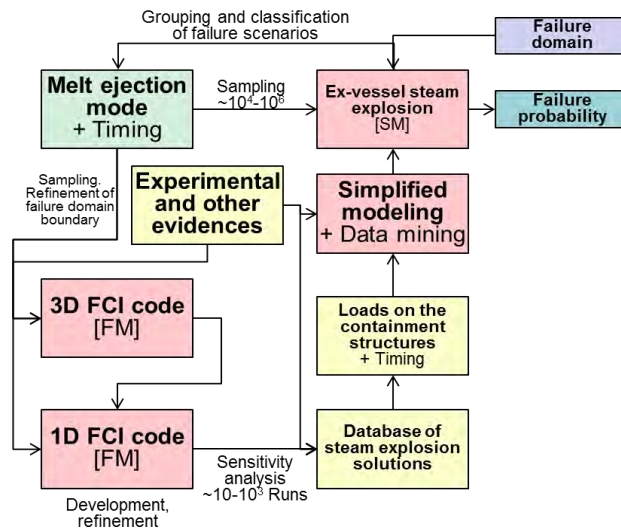 Grouping and classification
of failure scenarios
Failure
domain
Melt ejection
mode
+ Timing
Sampling
~10⁴-10⁶
Ex-vessel steam
explosion
[SM]
Failure
probability
Sampling.
Refinement of
failure domain
boundary
Experimental
and other
evidences
Simplified
modeling
+ Data mining
3D FCI code
[FM]
Loads on the
containment
structures
+ Timing
1D FCI code
[FM]
Sensitivity
analysis
~10-10³ Runs
Database of
steam explosion
solutions
Development,
refinement